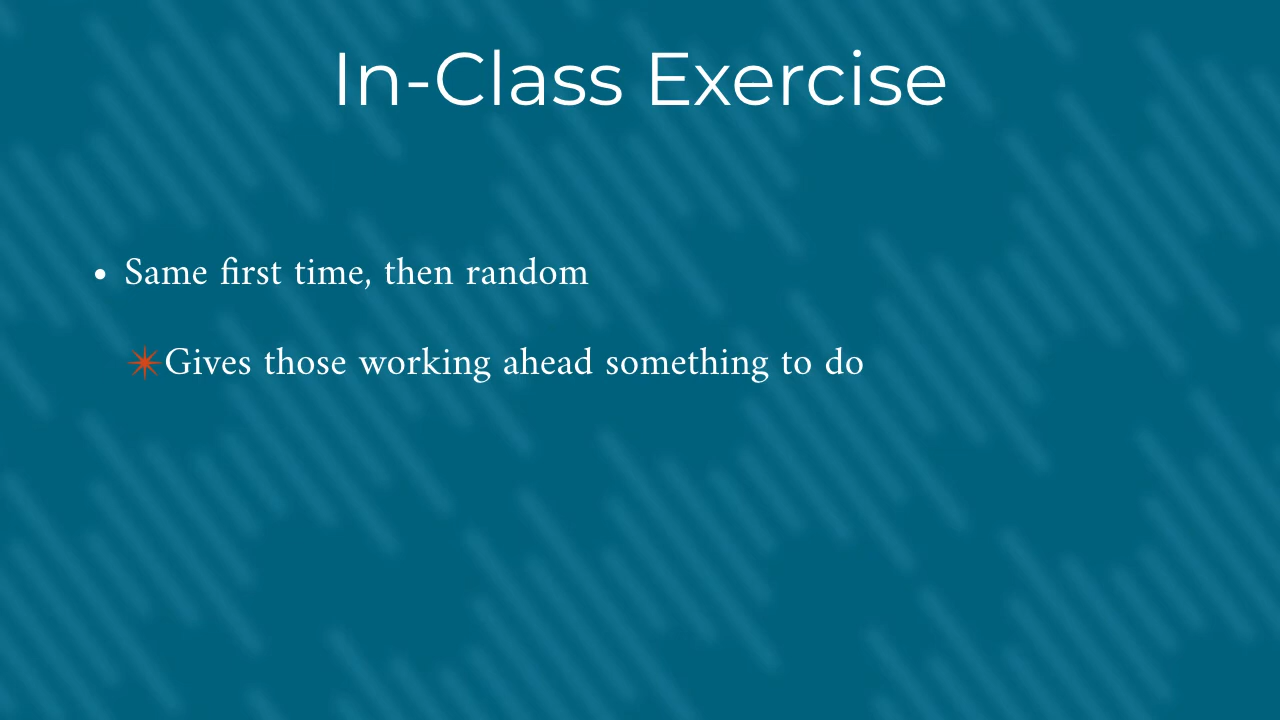 In-Class Exercise
• Same first time, then random
✴Gives those working ahead something to do